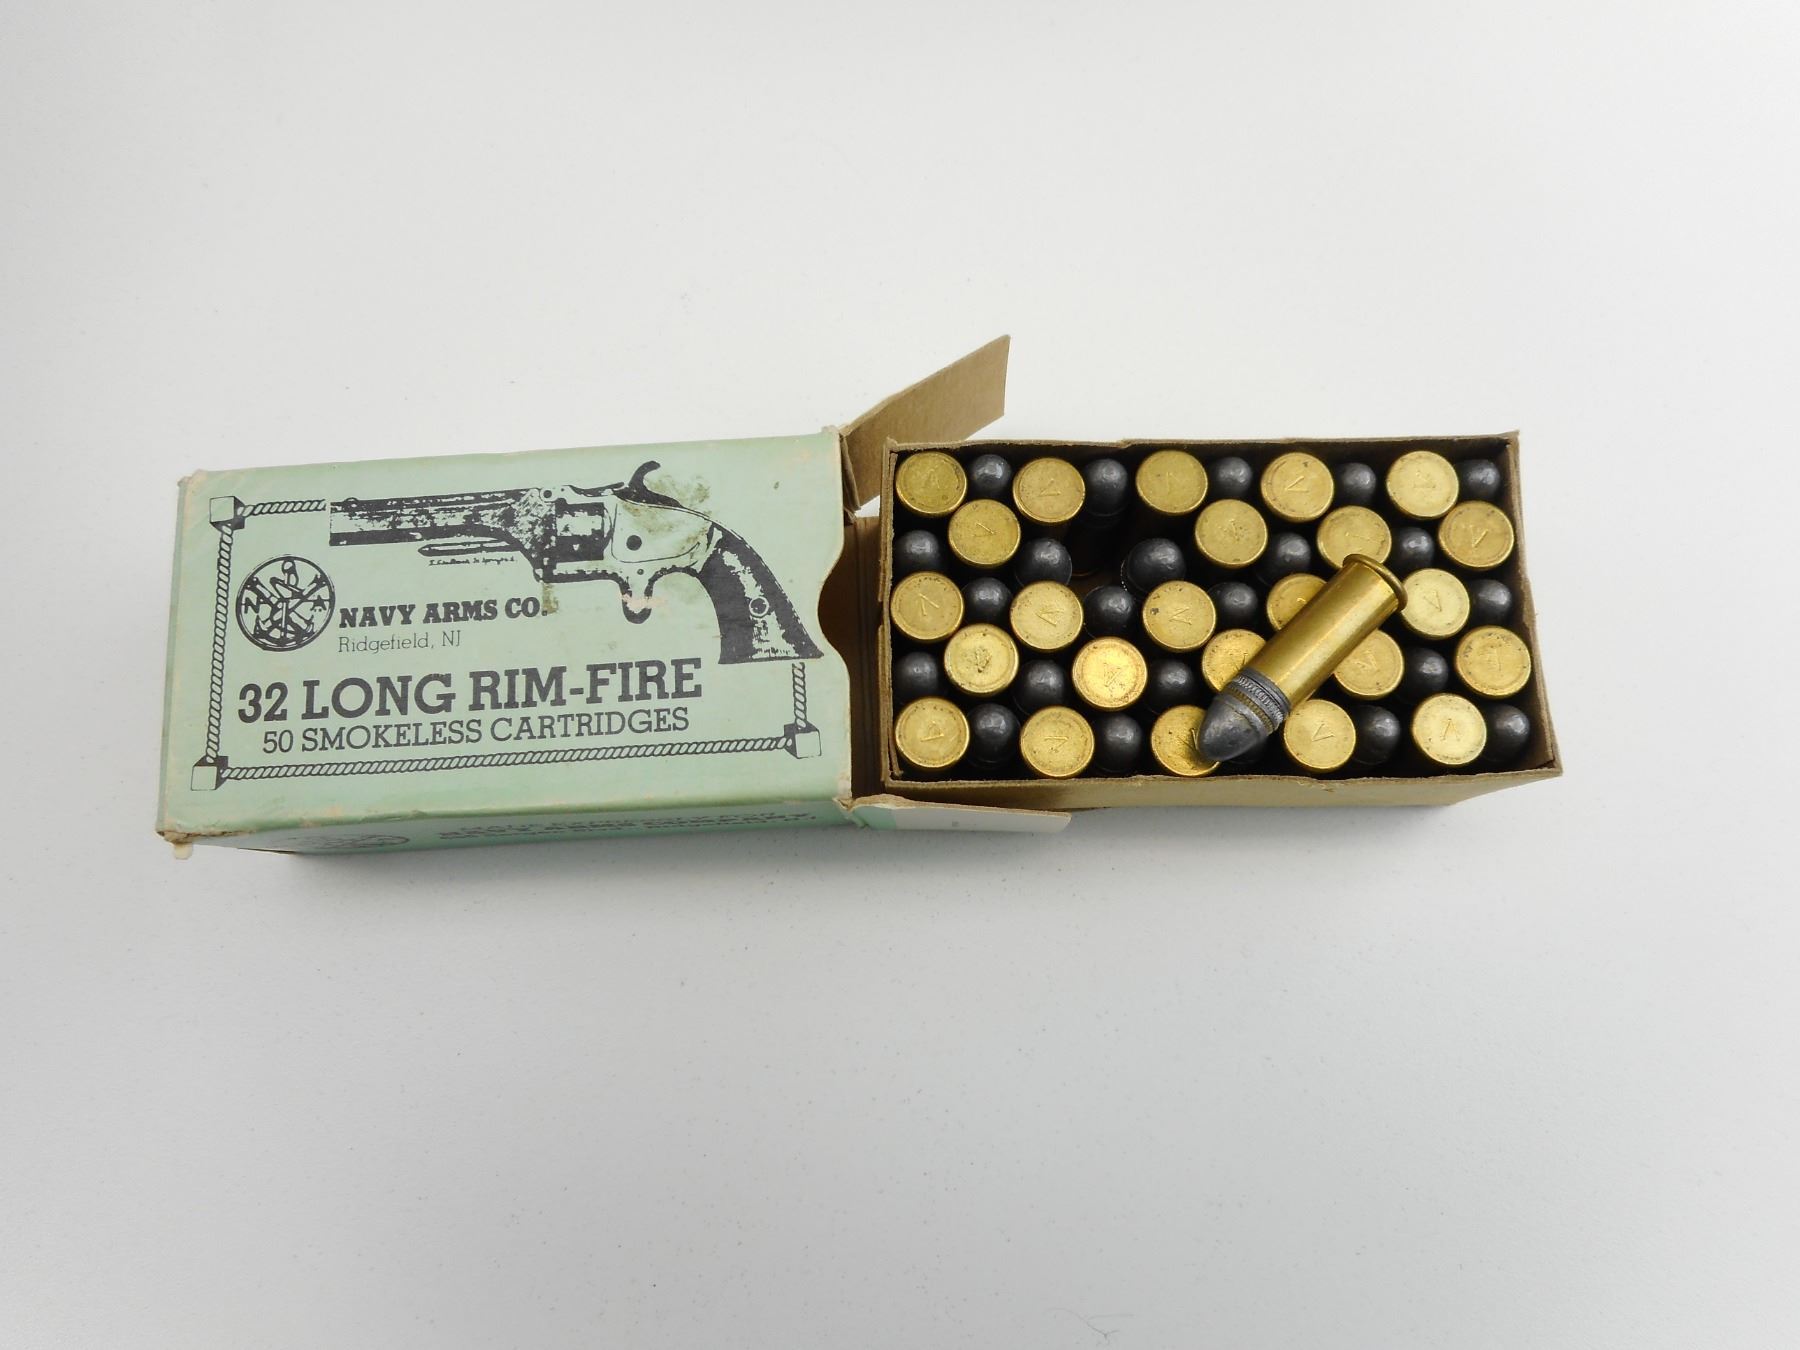 NAVY ARMS CO.
Ridgefield, NJ
32 LONG RIM-FIRE
50 SMOKELESS CARTRIDGES
N A
V